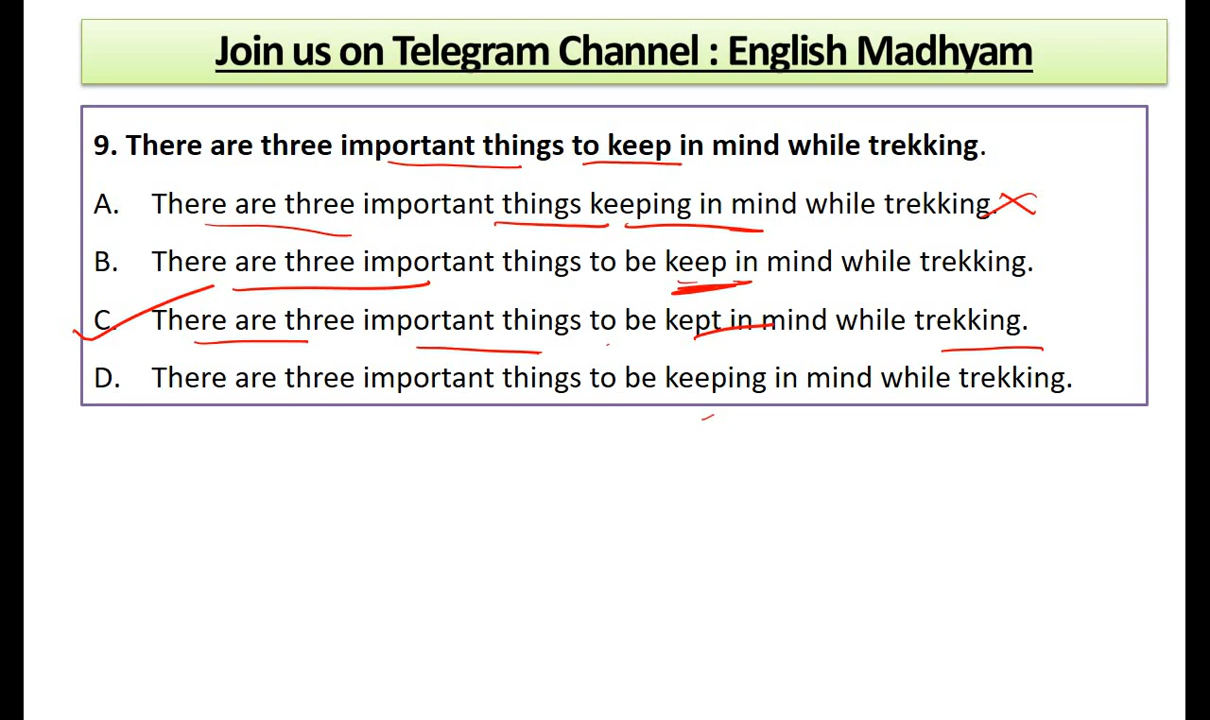 Join us on Telegram Channel : English Madhyam
9. There are three important things to keep in mind while trekking.
A. There are three important things keeping in mind while trekking.
B. There are three important things to be keep in mind while trekking.
C. There are three important things to be kept in mind while trekking.
D. There are three important things to be keeping in mind while trekking.